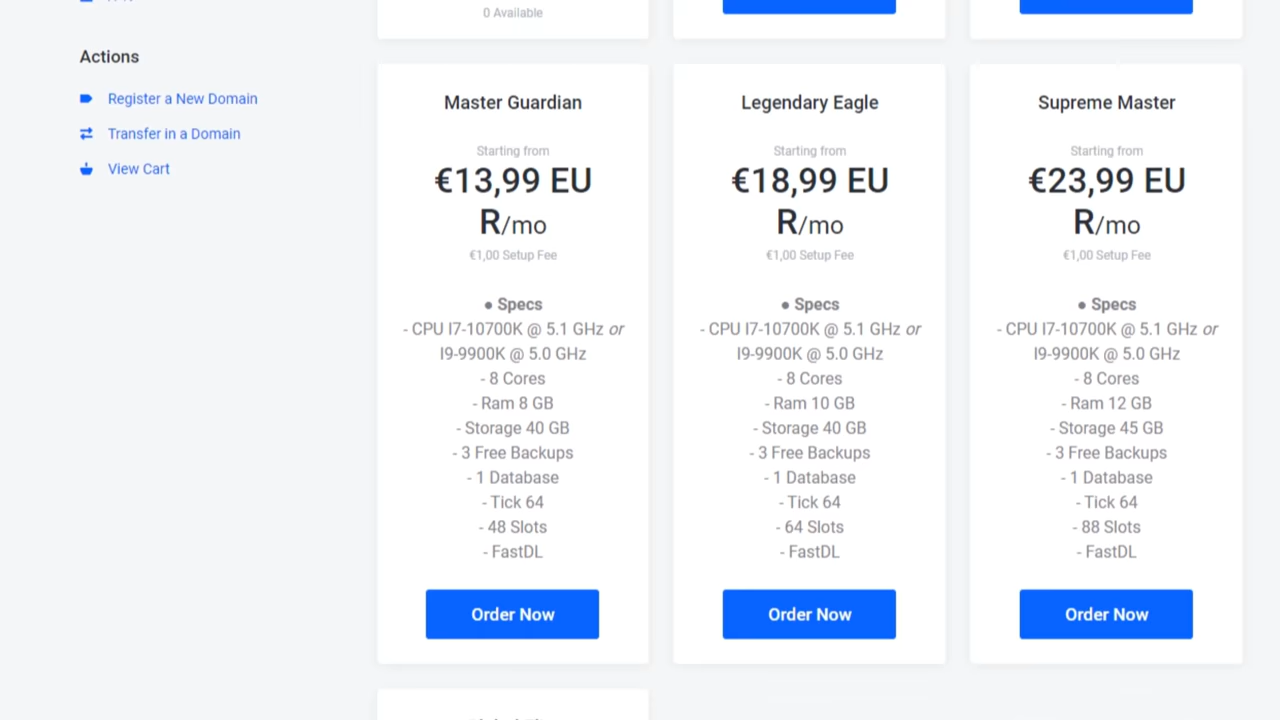 0 Available
Actions
Register a New Domain
Transfer in a Domain
View Cart
Master Guardian
Starting from
€13,99 EU
R/mo
€1,00 Setup Fee
● Specs
- CPU I7-10700K @ 5.1 GHz or
I9-9900K @ 5.0 GHz
- 8 Cores
- Ram 8 GB
- Storage 40 GB
- 3 Free Backups
- 1 Database
- Tick 64
- 48 Slots
- FastDL
Order Now
Legendary Eagle
Starting from
€18,99 EU
R/mo
€1,00 Setup Fee
● Specs
- CPU I7-10700K @ 5.1 GHz or
I9-9900K @ 5.0 GHz
- 8 Cores
- Ram 10 GB
- Storage 40 GB
- 3 Free Backups
- 1 Database
- Tick 64
- 64 Slots
- FastDL
Order Now
Supreme Master
Starting from
€23,99 EU
R/mo
€1,00 Setup Fee
● Specs
- CPU I7-10700K @ 5.1 GHz or
I9-9900K @ 5.0 GHz
- 8 Cores
- Ram 12 GB
- Storage 45 GB
- 3 Free Backups
- 1 Database
- Tick 64
- 88 Slots
- FastDL
Order Now